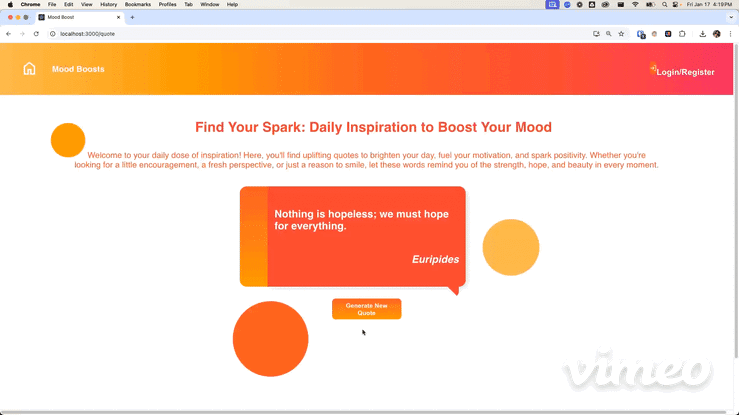 Chrome File Edit View History Bookmarks Profiles Tab Window Help
Fri Jan 17 4:19PM
Mood Boost
localhost:3000/quote
Mood Boosts
Login/Register
Find Your Spark: Daily Inspiration to Boost Your Mood
Welcome to your daily dose of inspiration! Here, you'll find uplifting quotes to brighten your day, fuel your motivation, and spark positivity. Whether you're
looking for a little encouragement, a fresh perspective, or just a reason to smile, let these words remind you of the strength, hope, and beauty in every moment.
Nothing is hopeless; we must hope
for everything.
Euripides
Generate New
Quote
vimeo